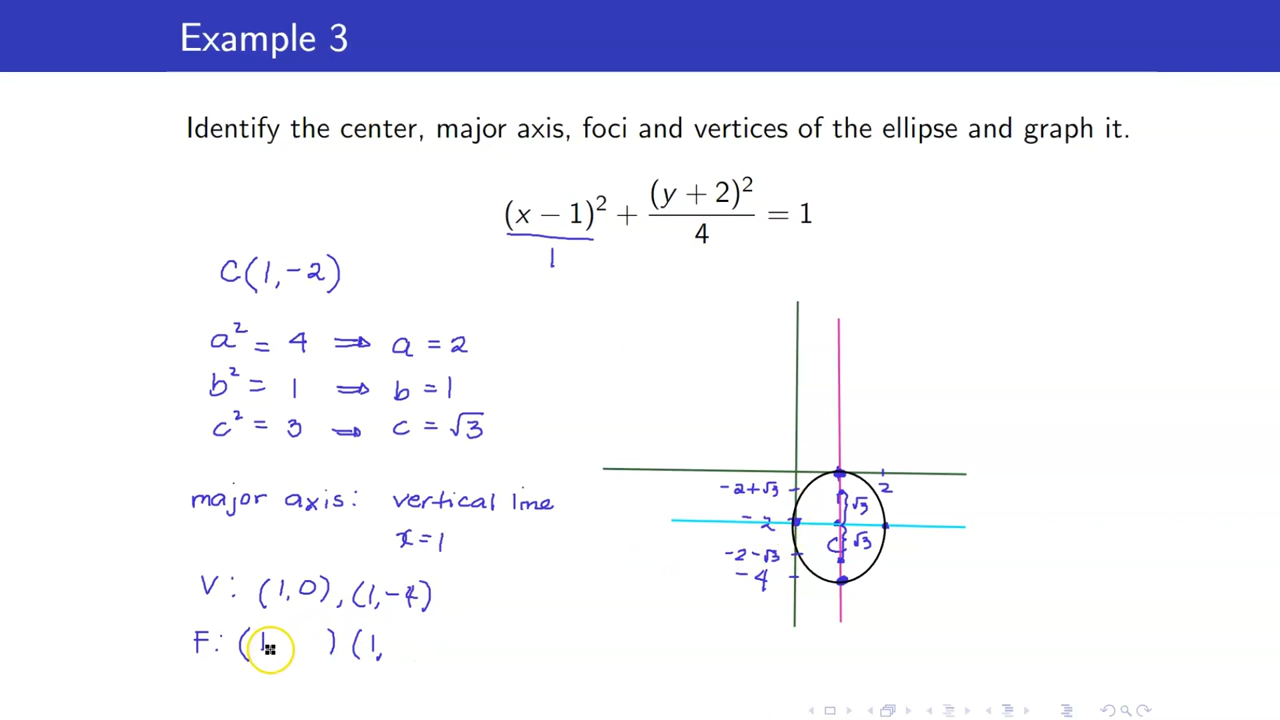 Example 3
Identify the center, major axis, foci and vertices of the ellipse and graph it.
(x − 1)² + (y + 2)²/4 = 1
1
C(1,-2)
a² = 4 ⟹ a = 2
b² = 1 ⟹ b = 1
c² = 3 ⟹ c = √3
major axis: vertical line
x = 1
V: (1,0), (1,-4)
F: (1, ) (1,
-2+√3
-2
-2-√3
-4
2
√3
C
√3